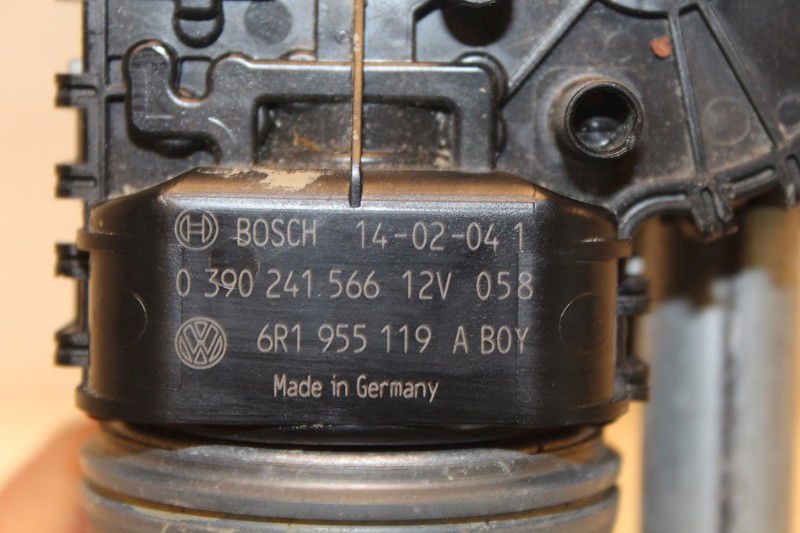 BOSCH 14-02-04 1
0 390 241 566 12V 058
6R1 955 119 A BOY
Made in Germany